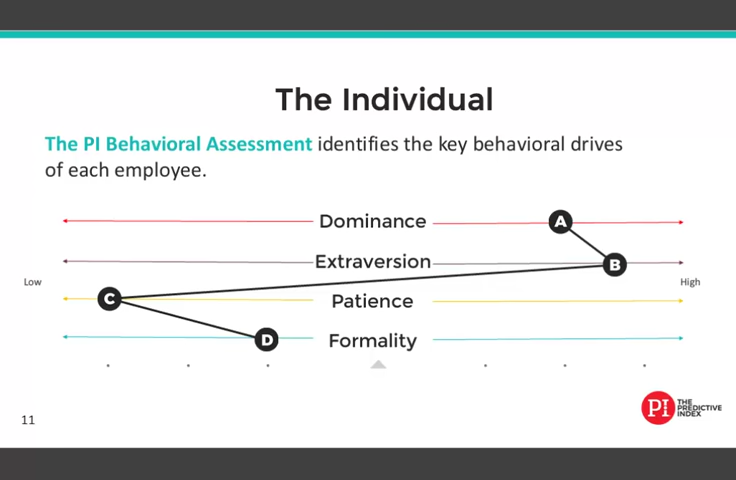 The Individual
The PI Behavioral Assessment identifies the key behavioral drives
of each employee.
Dominance
A
Extraversion
B
Low
High
C
Patience
D
Formality
11
PI THE
PREDICTIVE
INDEX